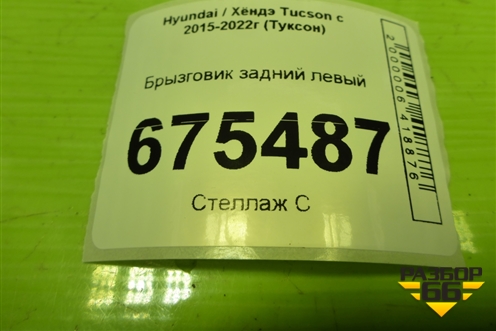 Hyundai / Хёндэ Tucson с
2015-2022г (Туксон)
Брызговик задний левый
675487
Стеллаж С
2000006418876
РАЗБОР
66